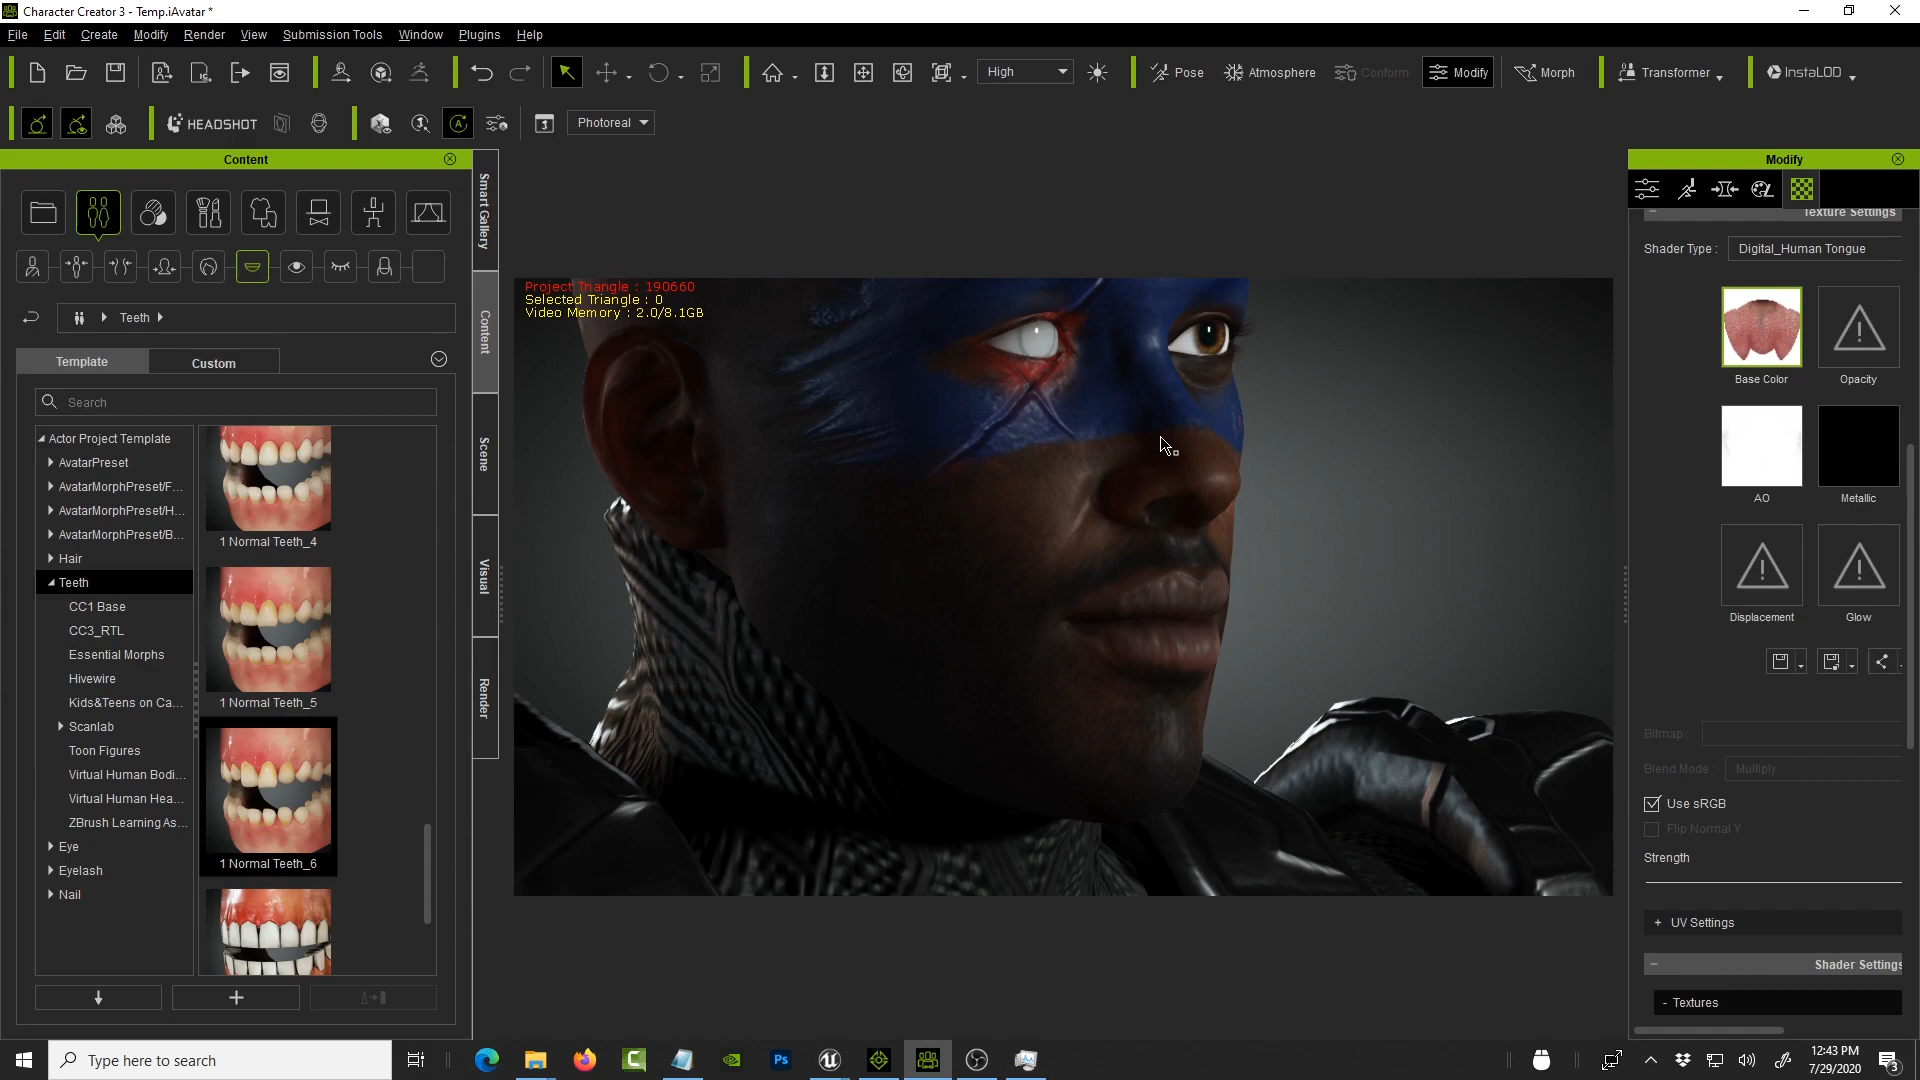 Character Creator 3 - Temp.iAvatar *
File Edit Create Modify Render View Submission Tools Window Plugins Help
High Pose Atmosphere Conform Modify Morph Transformer InstaLOD
HEADSHOT Photoreal
Content
Modify
Smart Gallery
Content
Scene
Visual
Render
Teeth
Template Custom
Search
Actor Project Template
AvatarPreset
AvatarMorphPreset/F...
AvatarMorphPreset/H...
AvatarMorphPreset/B...
Hair
Teeth
CC1 Base
CC3_RTL
Essential Morphs
Hivewire
Kids&Teens on Ca...
Scanlab
Toon Figures
Virtual Human Bodi...
Virtual Human Hea...
ZBrush Learning As...
Eye
Eyelash
Nail
1 Normal Teeth_4
1 Normal Teeth_5
1 Normal Teeth_6
Project Triangle : 190660
Selected Triangle : 0
Video Memory : 2.0/8.1GB
Texture Settings
Shader Type : Digital_Human Tongue
Base Color Opacity
AO Metallic
Displacement Glow
Bitmap :
Blend Mode : Multiply
Use sRGB
Flip Normal Y
Strength
+ UV Settings
Shader Settings
- Textures
Type here to search
Ps
12:43 PM
7/29/2020
3